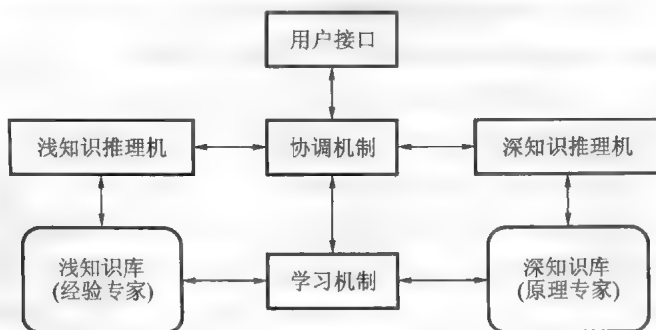 用户接口
浅知识推理机
协调机制
深知识推理机
浅知识库
(经验专家)
学习机制
深知识库
(原理专家)